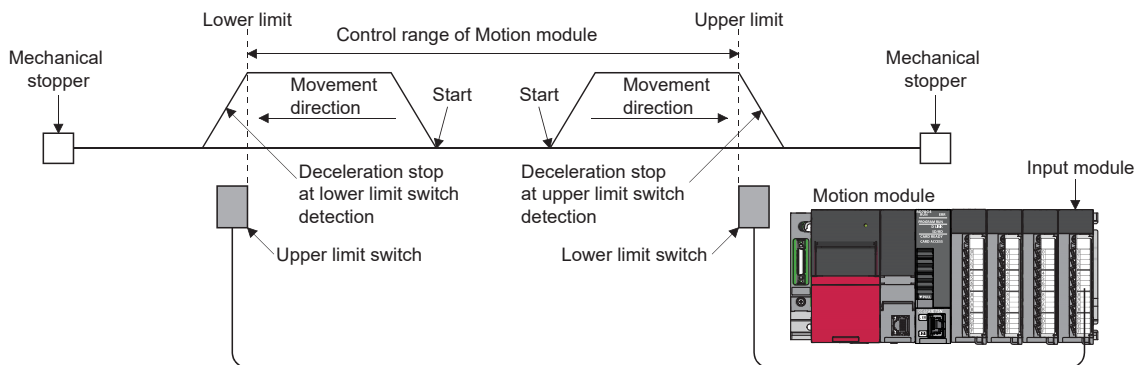 Lower limit
Upper limit
Control range of Motion module
Mechanical
stopper
Movement
direction
Start
Start
Movement
direction
Mechanical
stopper
Deceleration stop
at lower limit switch
detection
Deceleration stop
at upper limit switch
detection
Motion module
Input module
Upper limit switch
Lower limit switch